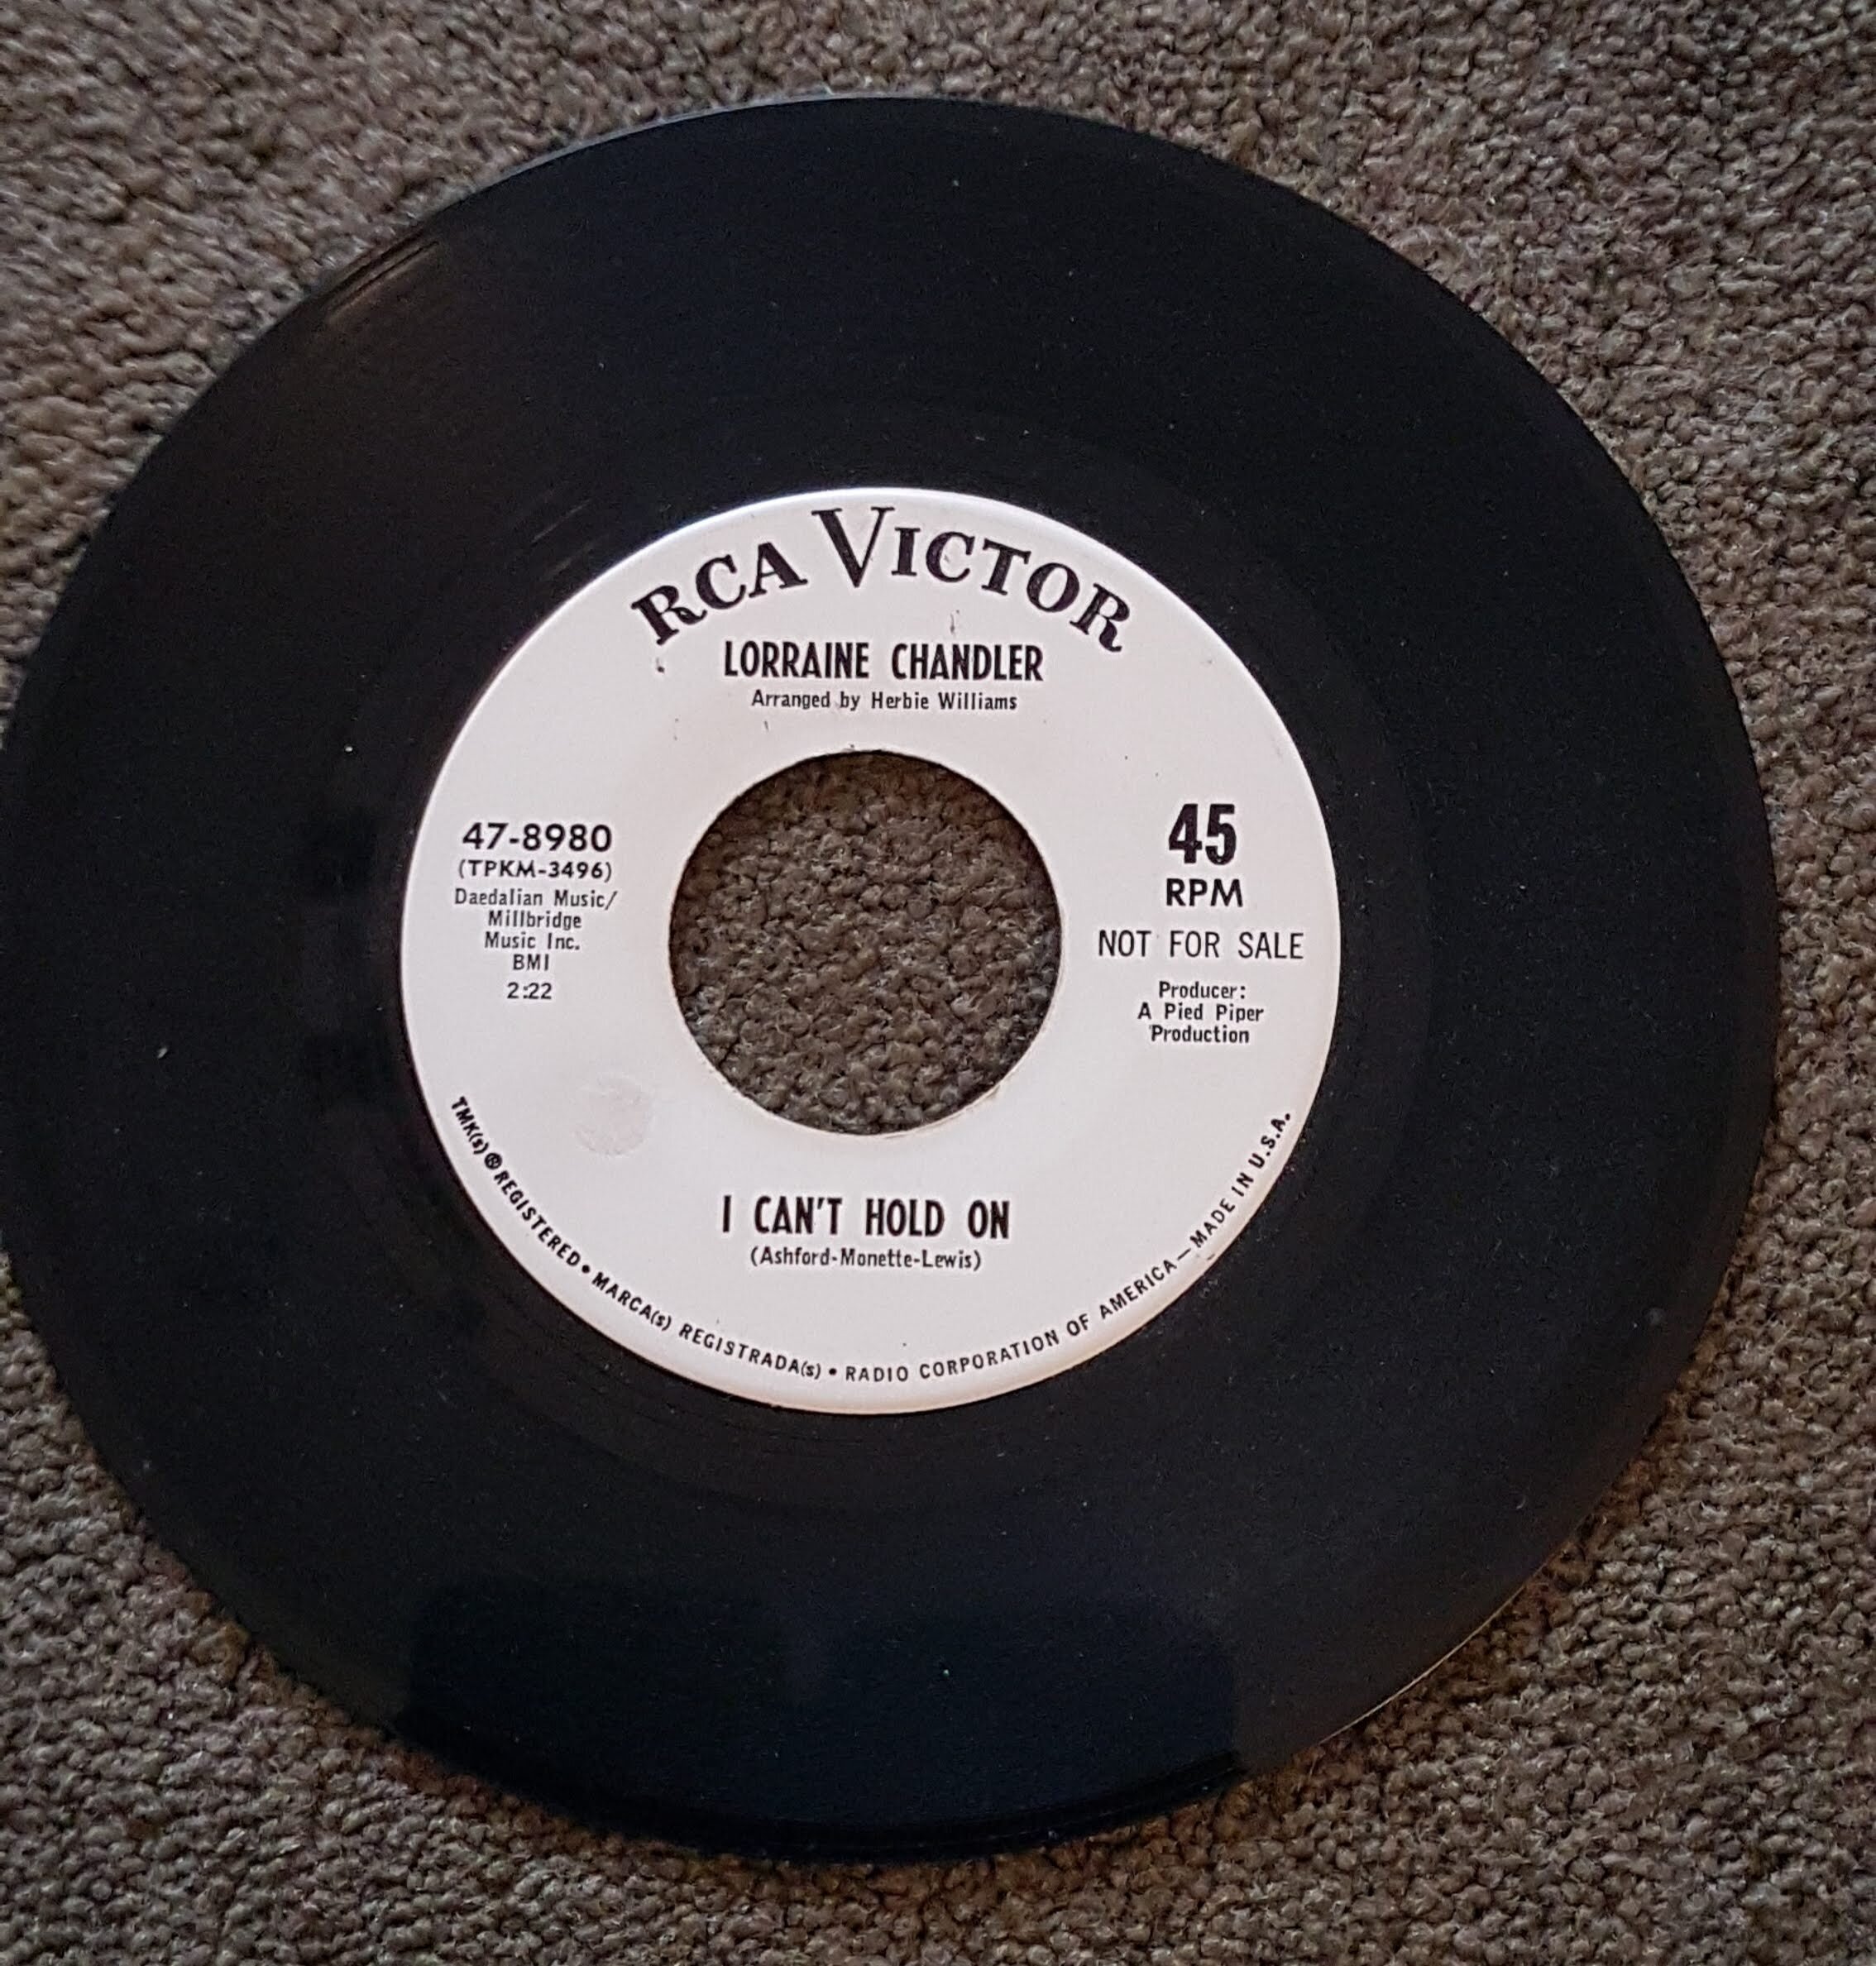 RCA VICTOR
LORRAINE CHANDLER
Arranged by Herbie Williams
47-8980
(TPKM-3496)
Daedalian Music/
Millbridge
Music Inc.
BMI
2:22
45
RPM
NOT FOR SALE
Producer:
A Pied Piper
Production
I CAN'T HOLD ON
(Ashford-Monette-Lewis)
TMK(s) ® REGISTERED • MARCA(s) REGISTRADA(s) • RADIO CORPORATION OF AMERICA — MADE IN U.S.A.